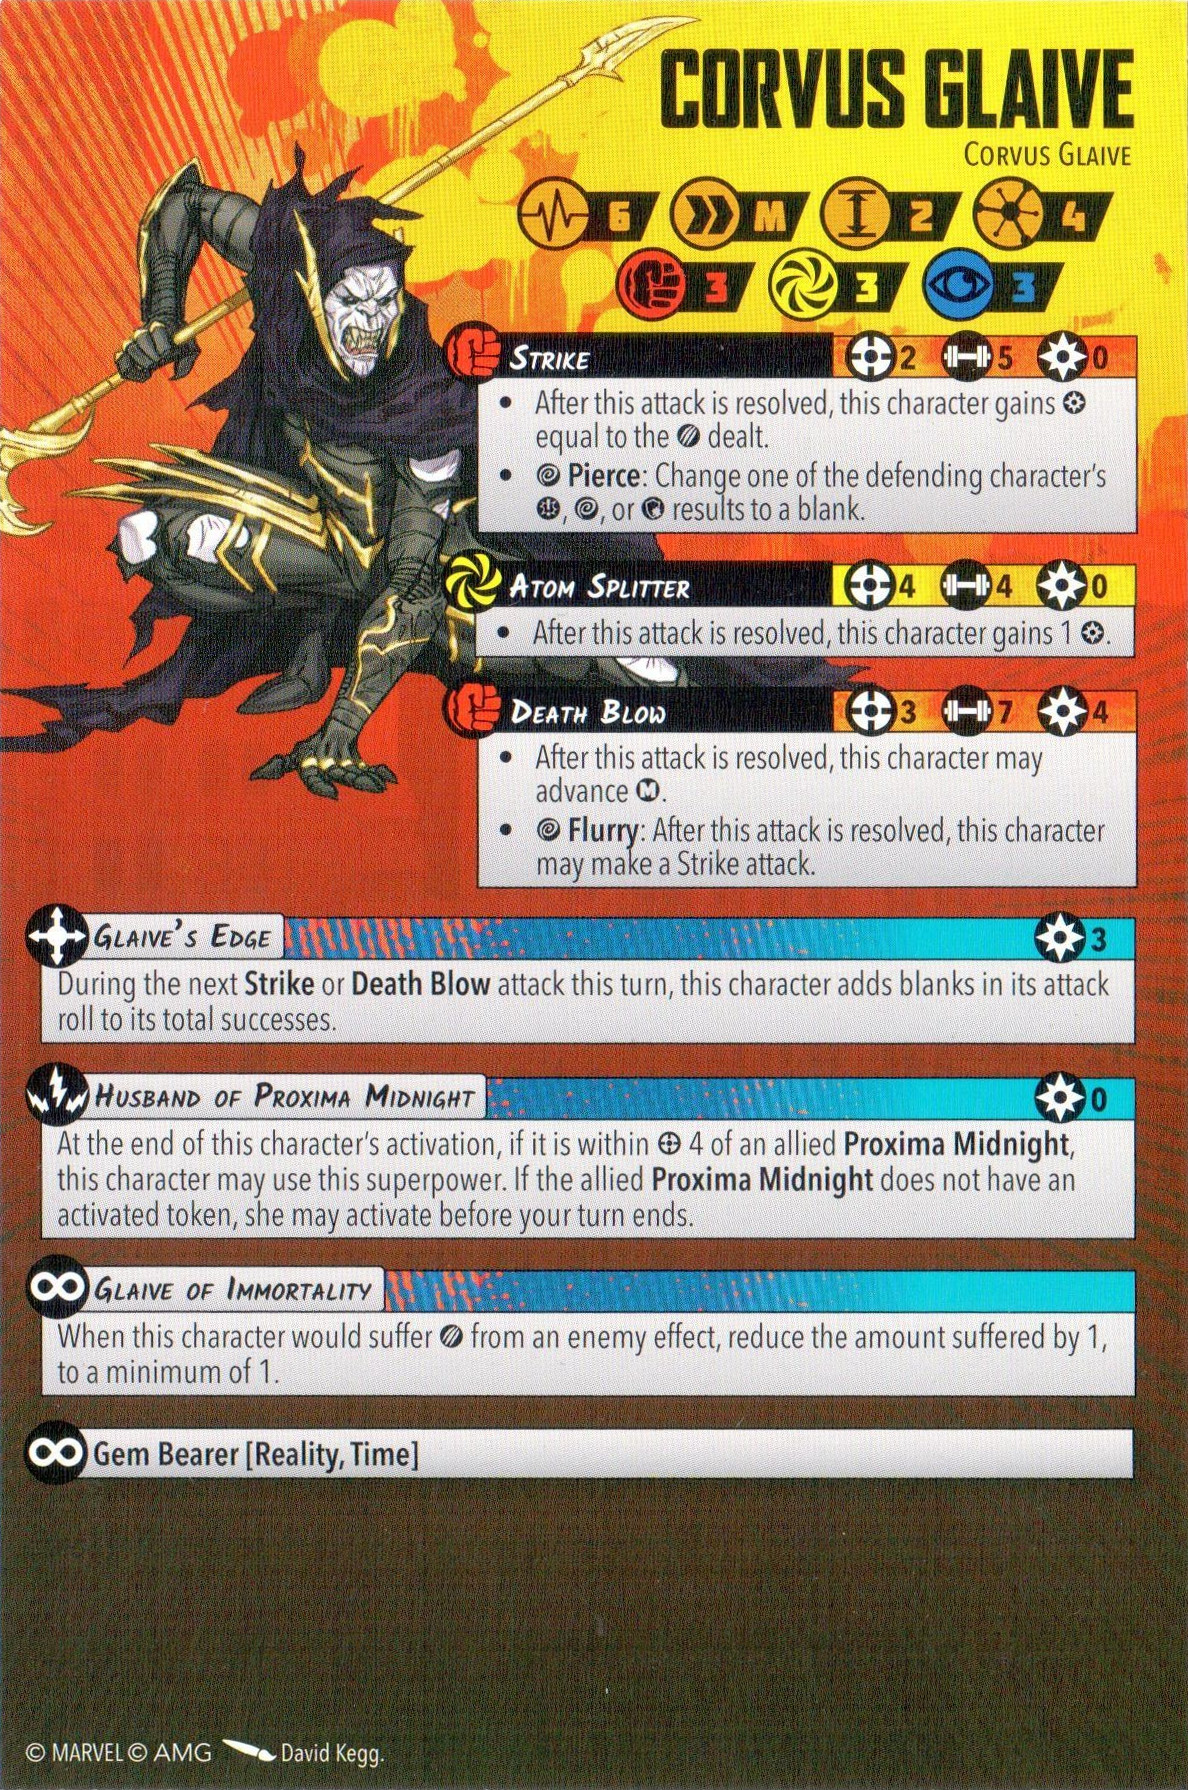 CORVUS GLAIVE
CORVUS GLAIVE
6 M 2 4
3 3 3
STRIKE 2 5 0
• After this attack is resolved, this character gains
equal to the dealt.
• Pierce: Change one of the defending character's
, , or results to a blank.
ATOM SPLITTER 4 4 0
• After this attack is resolved, this character gains 1 .
DEATH BLOW 3 7 4
• After this attack is resolved, this character may
advance M.
• Flurry: After this attack is resolved, this character
may make a Strike attack.
GLAIVE'S EDGE 3
During the next Strike or Death Blow attack this turn, this character adds blanks in its attack
roll to its total successes.
HUSBAND OF PROXIMA MIDNIGHT 0
At the end of this character's activation, if it is within 4 of an allied Proxima Midnight,
this character may use this superpower. If the allied Proxima Midnight does not have an
activated token, she may activate before your turn ends.
GLAIVE OF IMMORTALITY
When this character would suffer from an enemy effect, reduce the amount suffered by 1,
to a minimum of 1.
Gem Bearer [Reality, Time]
© MARVEL © AMG David Kegg.